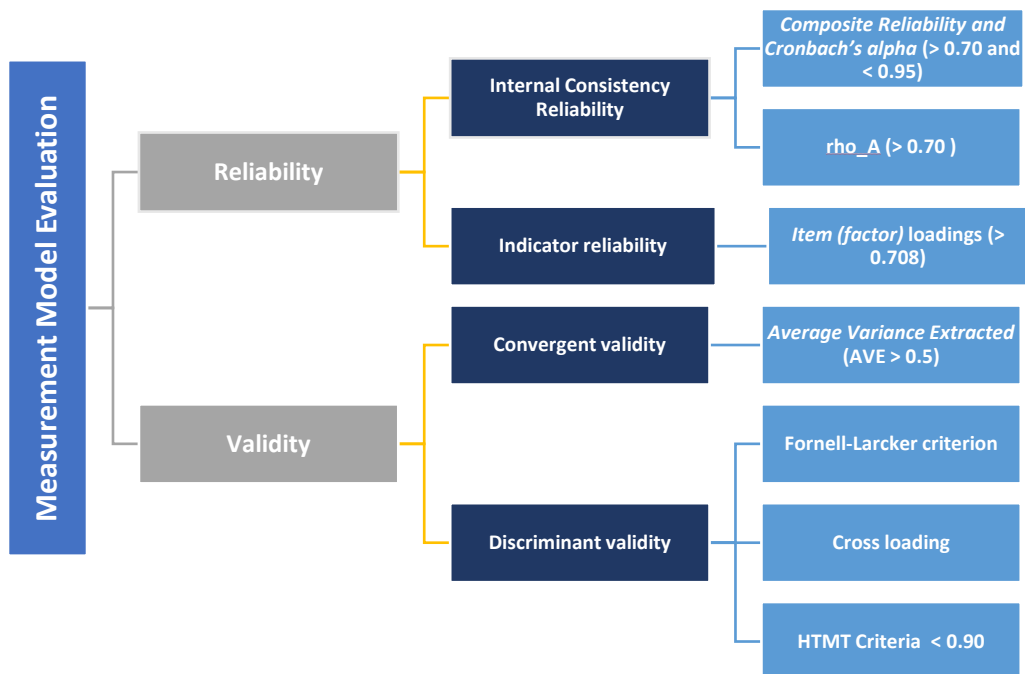 Measurement Model Evaluation
Reliability
Internal Consistency
Reliability
Composite Reliability and
Cronbach’s alpha (> 0.70 and
< 0.95)
rho_A (> 0.70 )
Indicator reliability
Item (factor) loadings (>
0.708)
Validity
Convergent validity
Average Variance Extracted
(AVE > 0.5)
Discriminant validity
Fornell-Larcker criterion
Cross loading
HTMT Criteria < 0.90